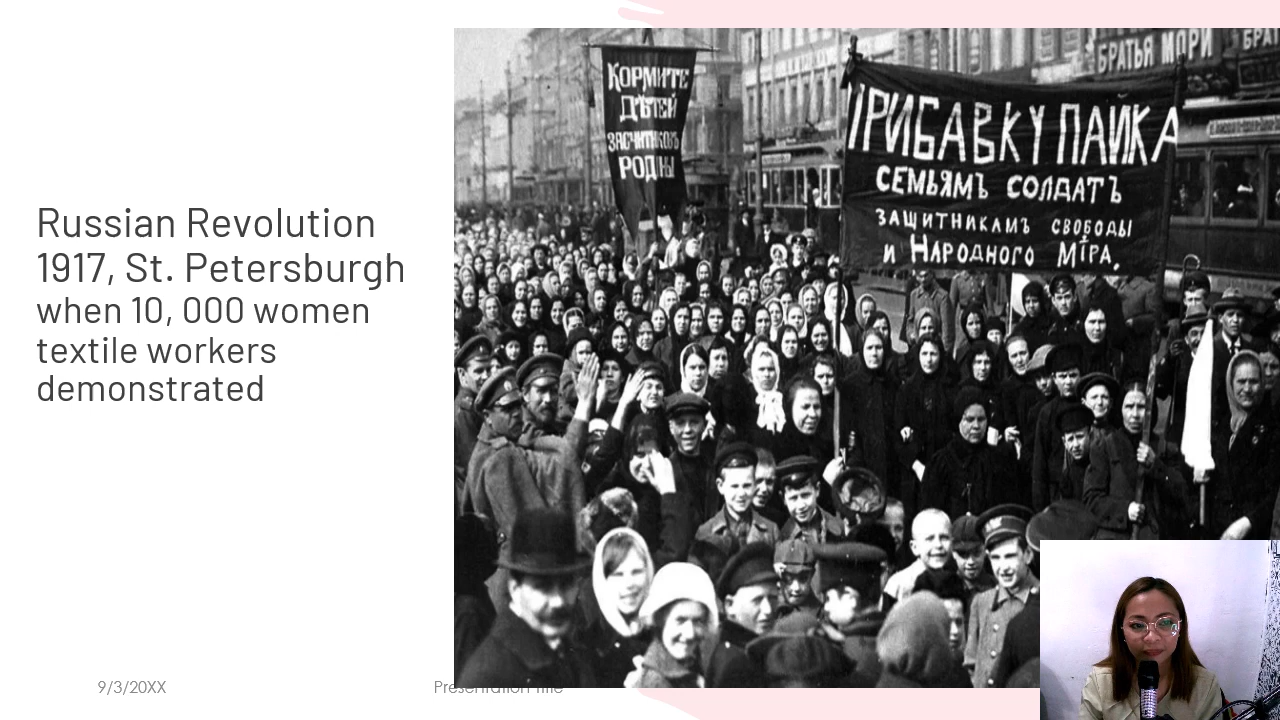 Russian Revolution
1917, St. Petersburgh
when 10, 000 women
textile workers
demonstrated
КОРМИТЕ
ДѢТЕЙ
РОДИНЫ
ПРИБАВКУ ПАЙКА
СЕМЬЯМЪ СОЛДАТЪ
ЗАЩИТНИКАМЪ СВОБОДЫ
И НАРОДНОГО МІРА.
БРАТЬЯ МОРИ
БРАТ
9/3/20XX
Presentation Title